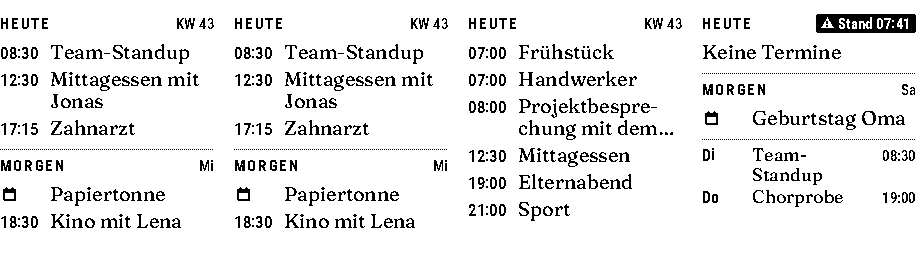 HEUTE KW 43
08:30 Team-Standup
12:30 Mittagessen mit
Jonas
17:15 Zahnarzt
MORGEN Mi
Papiertonne
18:30 Kino mit Lena
HEUTE KW 43
08:30 Team-Standup
12:30 Mittagessen mit
Jonas
17:15 Zahnarzt
MORGEN Mi
Papiertonne
18:30 Kino mit Lena
HEUTE KW 43
07:00 Frühstück
07:00 Handwerker
08:00 Projektbespre-
chung mit dem...
12:30 Mittagessen
19:00 Elternabend
21:00 Sport
HEUTE Stand 07:41
Keine Termine
MORGEN Sa
Geburtstag Oma
Di Team- 08:30
Standup
Do Chorprobe 19:00